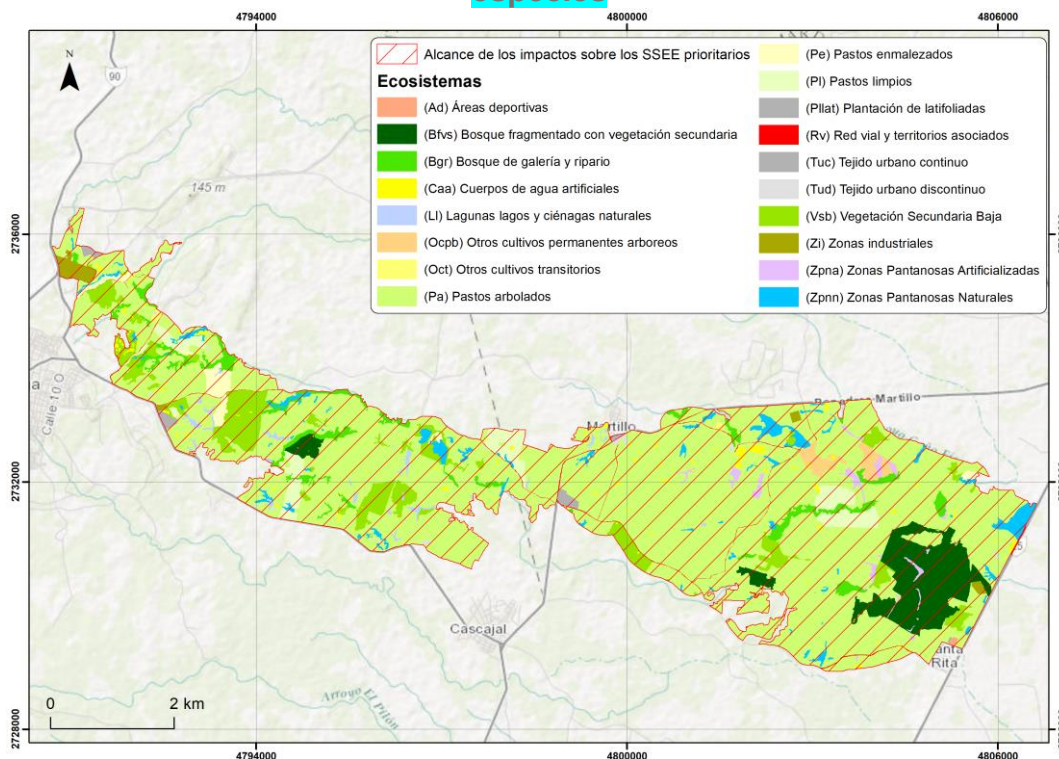 especies
4794000
4800000
4806000
N
90
145 m
Alcance de los impactos sobre los SSEE prioritarios
Ecosistemas
(Ad) Áreas deportivas
(Bfvs) Bosque fragmentado con vegetación secundaria
(Bgr) Bosque de galería y ripario
(Caa) Cuerpos de agua artificiales
(Ll) Lagunas lagos y ciénagas naturales
(Ocpb) Otros cultivos permanentes arboreos
(Oct) Otros cultivos transitorios
(Pa) Pastos arbolados
(Pe) Pastos enmalezados
(Pl) Pastos limpios
(Pllat) Plantación de latifoliadas
(Rv) Red vial y territorios asociados
(Tuc) Tejido urbano continuo
(Tud) Tejido urbano discontinuo
(Vsb) Vegetación Secundaria Baja
(Zi) Zonas industriales
(Zpna) Zonas Pantanosas Artificializadas
(Zpnn) Zonas Pantanosas Naturales
2736000
a
Calle 10 O
Martillo
Martillo
2732000
Cascajal
Rita
Arroyo El Piñón
0
2 km
2728000
4794000
4800000
4806000